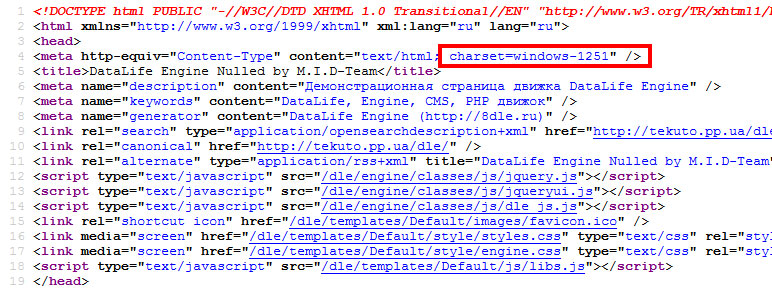 1 <!DOCTYPE html PUBLIC "-//W3C//DTD XHTML 1.0 Transitional//EN" "http://www.w3.org/TR/xhtml1/
2 <html xmlns="http://www.w3.org/1999/xhtml" xml:lang="ru" lang="ru">
3 <head>
4 <meta http-equiv="Content-Type" content="text/html; charset=windows-1251" />
5 <title>DataLife Engine Nulled by M.I.D-Team</title>
6 <meta name="description" content="Демонстрационная страница движка DataLife Engine" />
7 <meta name="keywords" content="DataLife, Engine, CMS, PHP движок" />
8 <meta name="generator" content="DataLife Engine (http://8dle.ru)" />
9 <link rel="search" type="application/opensearchdescription+xml" href="http://tekuto.pp.ua/dle
10 <link rel="canonical" href="http://tekuto.pp.ua/dle/" />
11 <link rel="alternate" type="application/rss+xml" title="DataLife Engine Nulled by M.I.D-Team"
12 <script type="text/javascript" src="/dle/engine/classes/js/jquery.js"></script>
13 <script type="text/javascript" src="/dle/engine/classes/js/jqueryui.js"></script>
14 <script type="text/javascript" src="/dle/engine/classes/js/dle_js.js"></script>
15 <link rel="shortcut icon" href="/dle/templates/Default/images/favicon.ico" />
16 <link media="screen" href="/dle/templates/Default/style/styles.css" type="text/css" rel="styl
17 <link media="screen" href="/dle/templates/Default/style/engine.css" type="text/css" rel="styl
18 <script type="text/javascript" src="/dle/templates/Default/js/libs.js"></script>
19 </head>